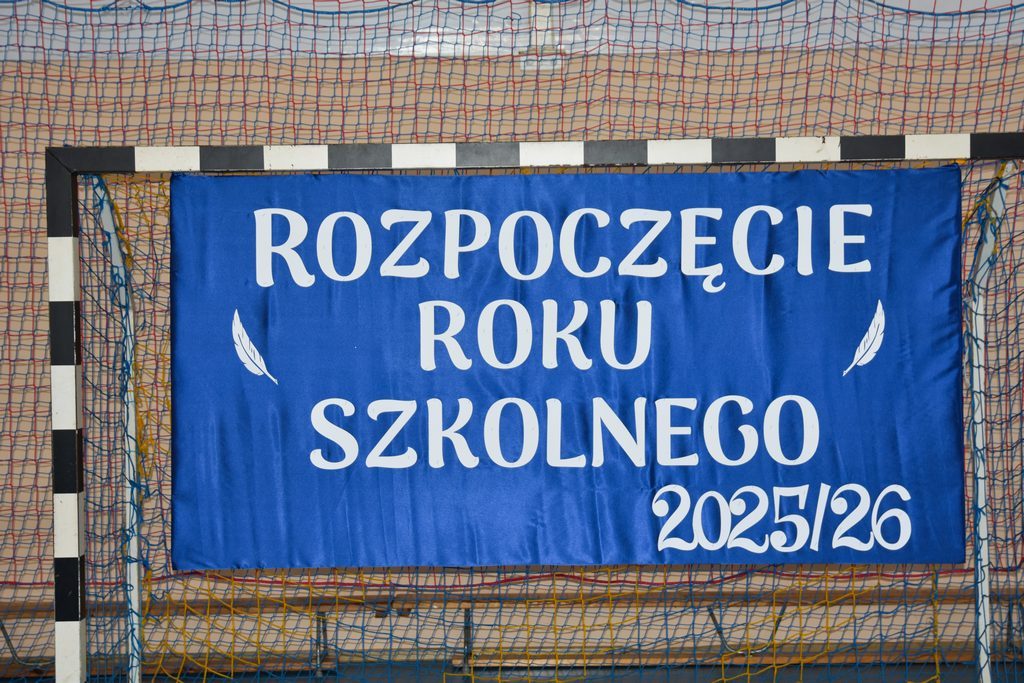 ROZPOCZĘCIE
ROKU
SZKOLNEGO
2025/26